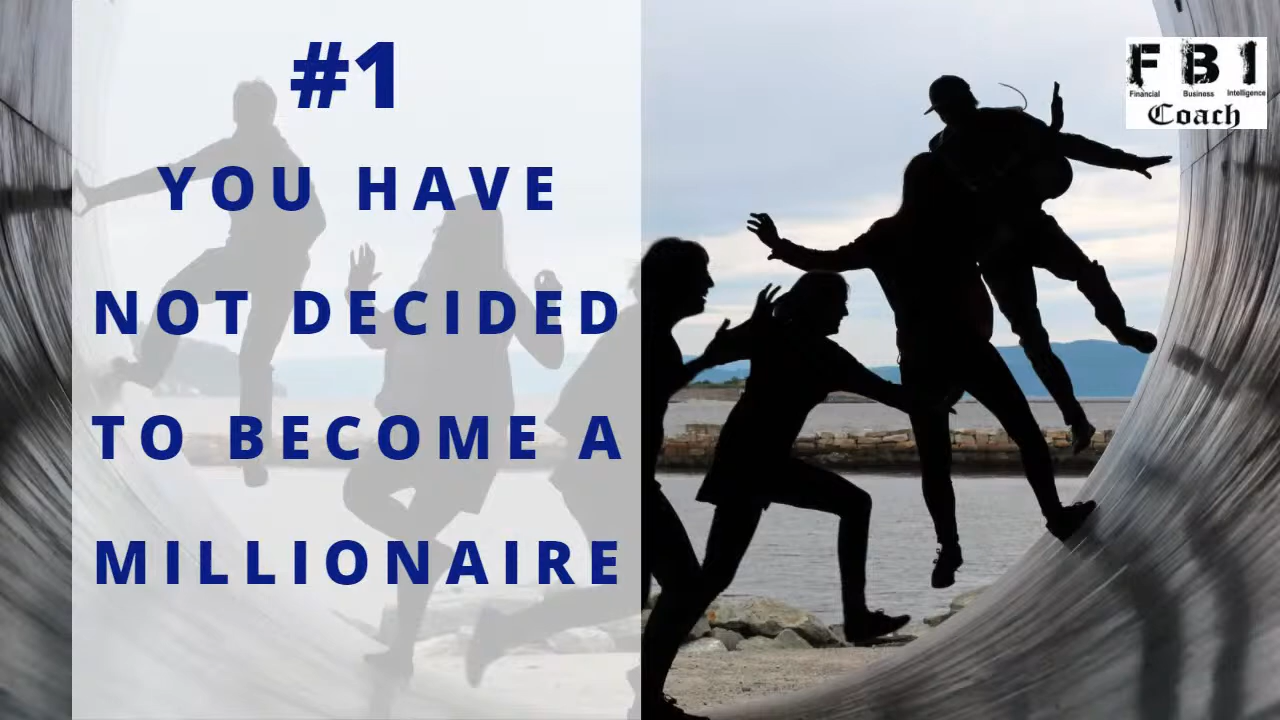 #1
YOU HAVE
NOT DECIDED
TO BECOME A
MILLIONAIRE
FBI
Financial Business Intelligence
Coach